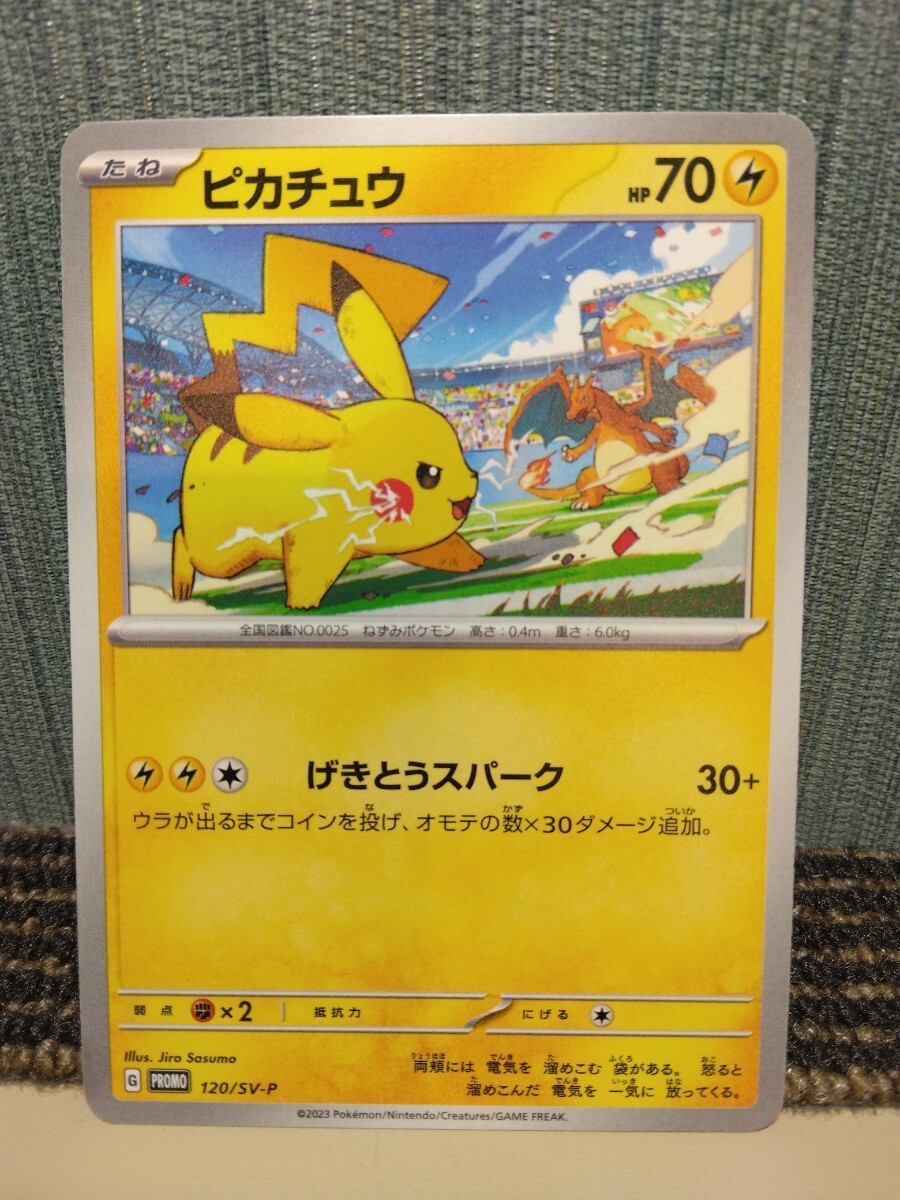 たね ピカチュウ HP 70
全国図鑑NO.0025 ねずみポケモン 高さ：0.4m 重さ：6.0kg
げきとうスパーク 30+
ウラが出るまでコインを投げ、オモテの数×30ダメージ追加。
弱点 ×2 抵抗力 にげる
Illus. Jiro Sasumo
両頬には 電気を 溜めこむ 袋がある。 怒ると
溜めこんだ 電気を 一気に 放ってくる。
G PROMO 120/SV-P
©2023 Pokémon/Nintendo/Creatures/GAME FREAK.